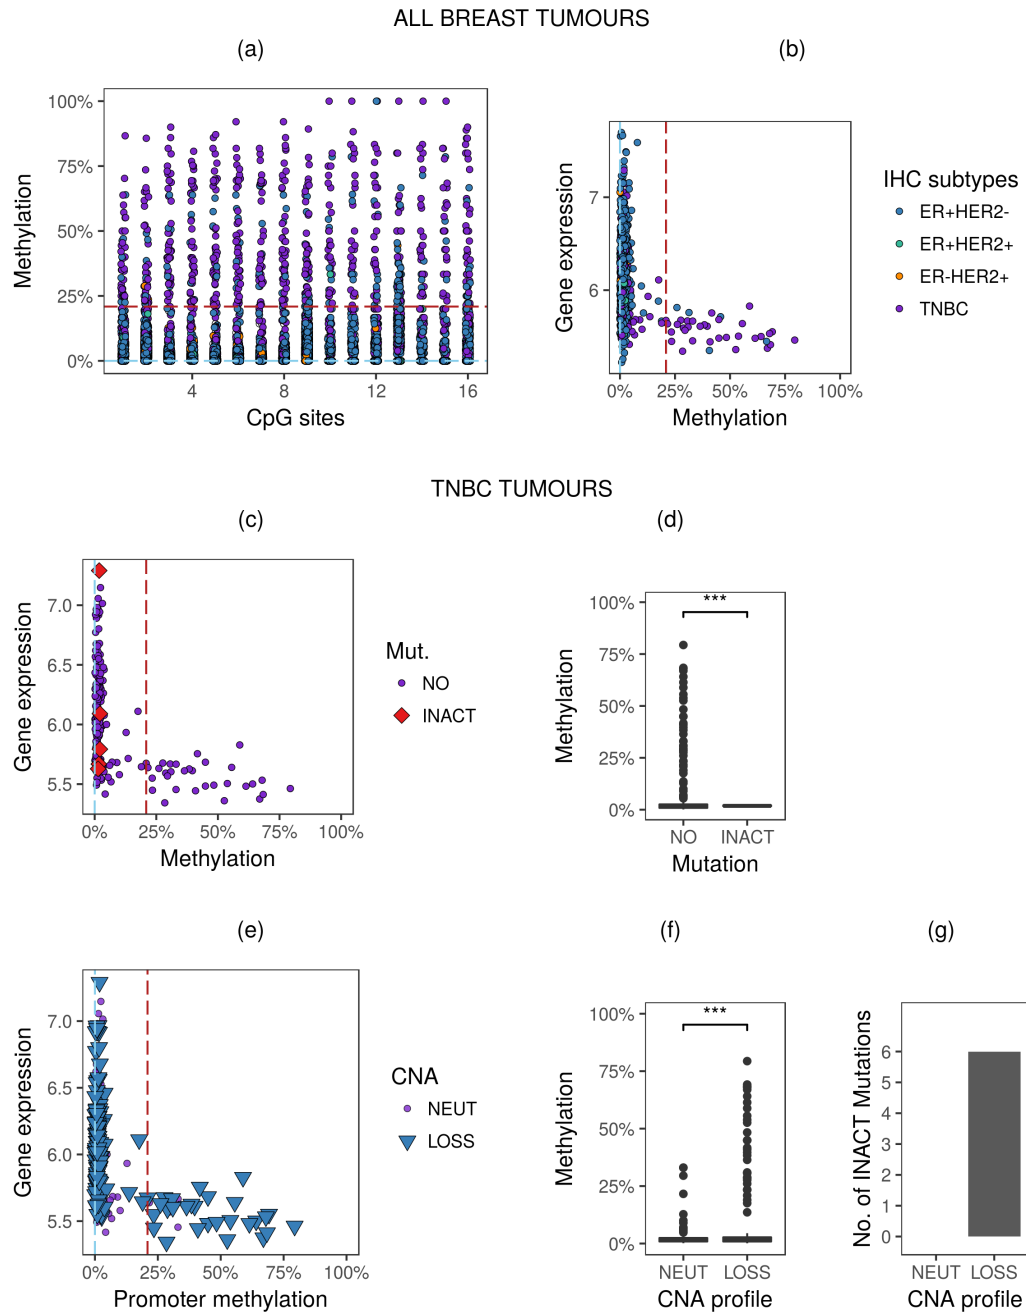 ALL BREAST TUMOURS
(a)
(b)
100%
75%
50%
25%
0%
Methylation
4 8 12 16
CpG sites
7
6
Gene expression
0% 25% 50% 75% 100%
Methylation
IHC subtypes
ER+HER2-
ER+HER2+
ER-HER2+
TNBC
TNBC TUMOURS
(c)
(d)
7.0
6.5
6.0
5.5
Gene expression
0% 25% 50% 75% 100%
Methylation
Mut.
NO
INACT
100%
75%
50%
25%
0%
Methylation
***
NO INACT
Mutation
(e)
(f)
(g)
7.0
6.5
6.0
5.5
Gene expression
0% 25% 50% 75% 100%
Promoter methylation
CNA
NEUT
LOSS
100%
75%
50%
25%
0%
Methylation
***
NEUT LOSS
CNA profile
6
5
4
3
2
1
0
No. of INACT Mutations
NEUT LOSS
CNA profile